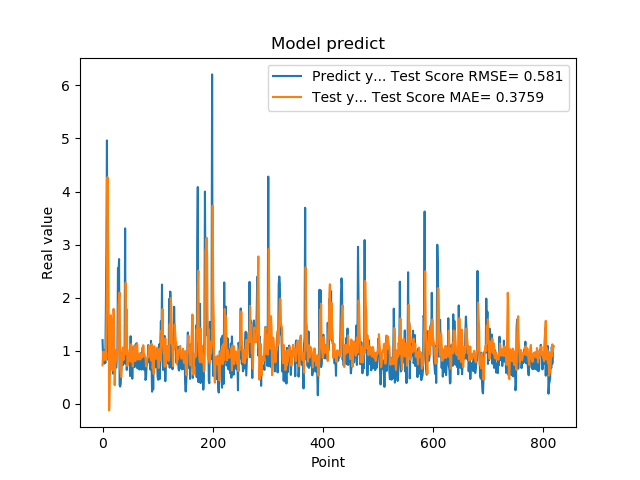 Model predict
Predict y... Test Score RMSE= 0.581
Test y... Test Score MAE= 0.3759
6
5
4
3
2
1
0
Real value
0 200 400 600 800
Point